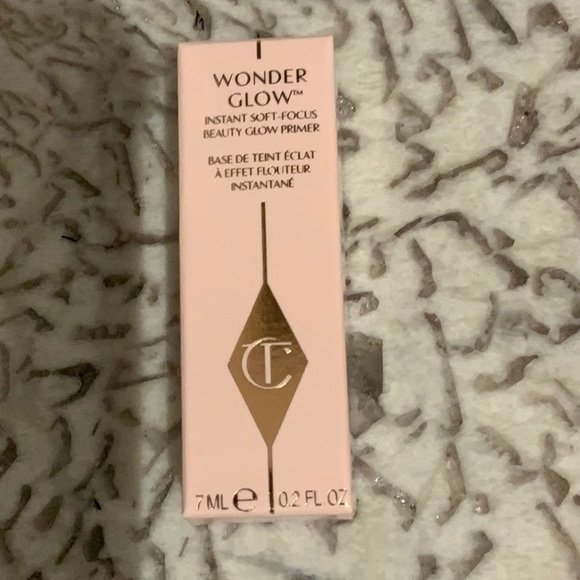 WONDER
GLOW™
INSTANT SOFT-FOCUS
BEAUTY GLOW PRIMER
BASE DE TEINT ÉCLAT
À EFFET FLOUTEUR
INSTANTANÉ
CT
7 ML ℮ 0.2 FL OZ